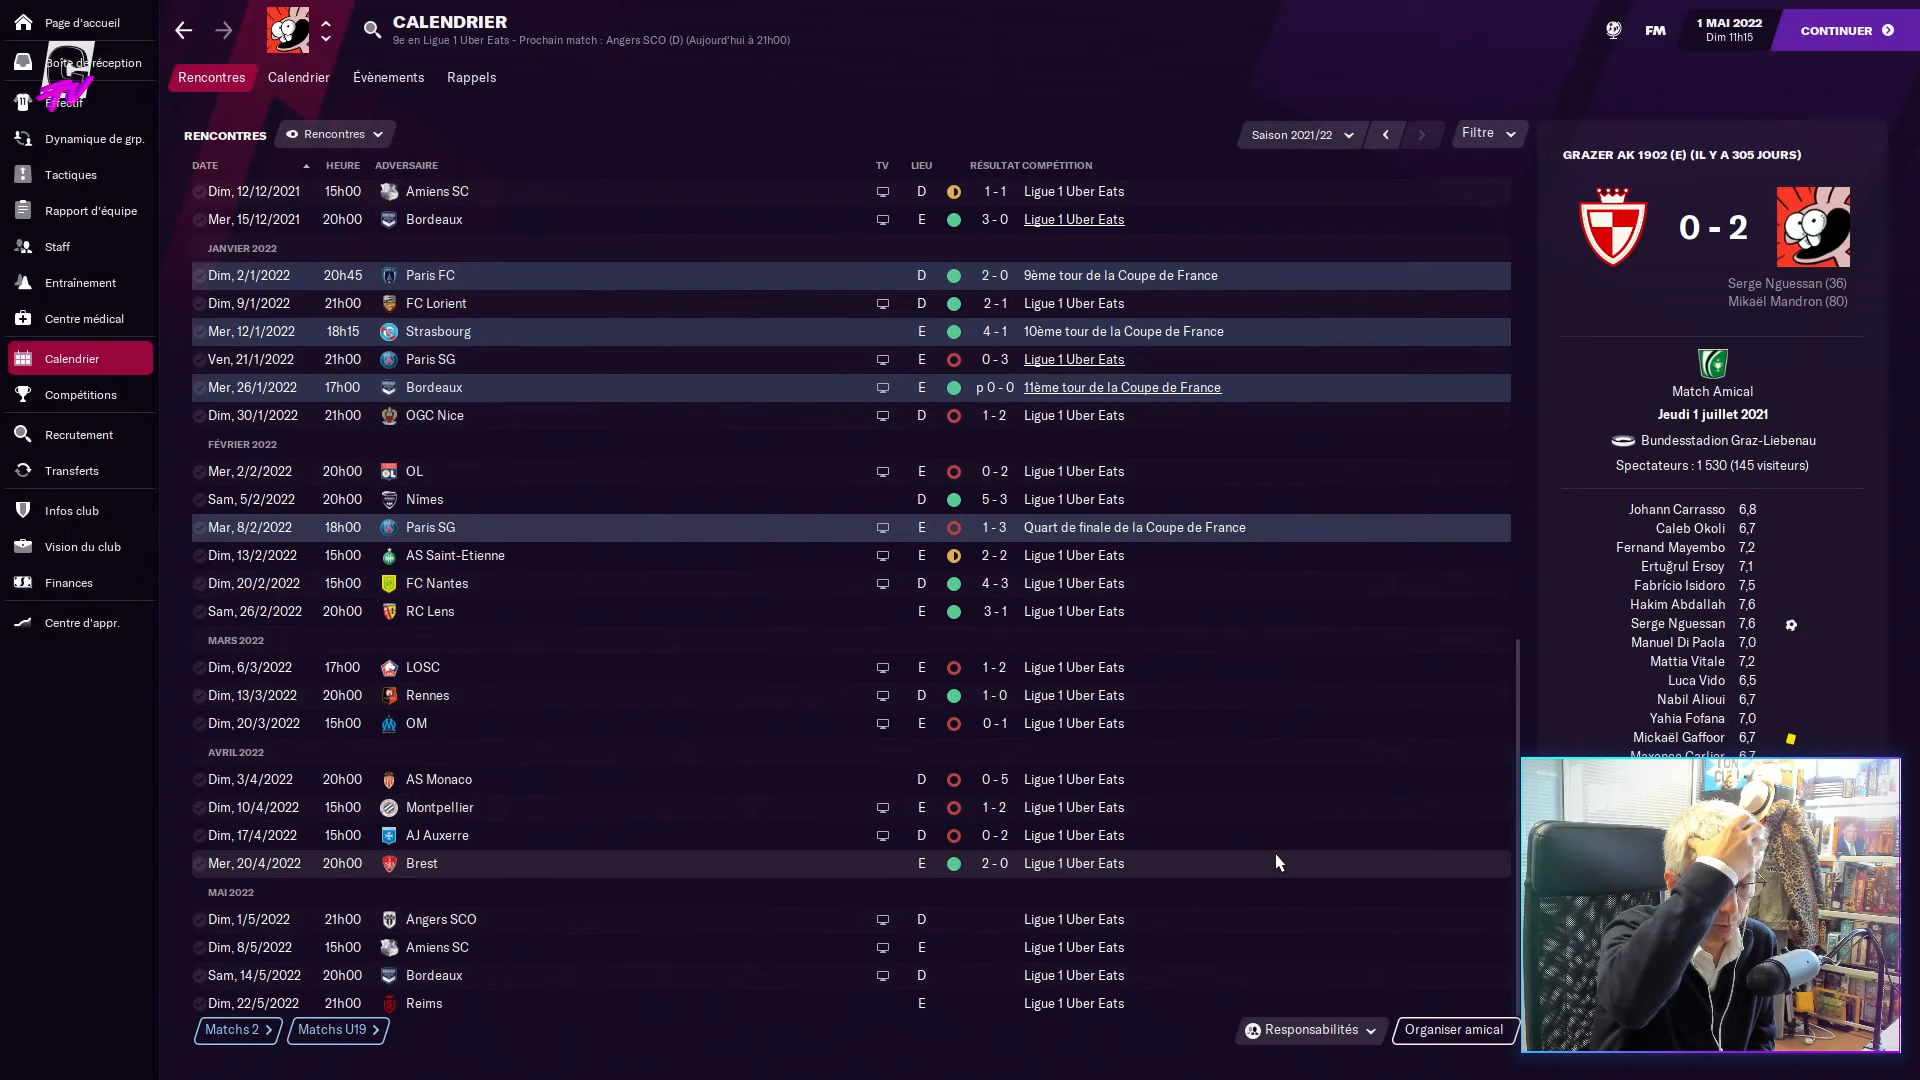 Page d'accueil
Boîte de réception
Effectif
Dynamique de grp.
Tactiques
Rapport d'équipe
Staff
Entraînement
Centre médical
Calendrier
Compétitions
Recrutement
Transferts
Infos club
Vision du club
Finances
Centre d'appr.
CALENDRIER
9e en Ligue 1 Uber Eats - Prochain match : Angers SCO (D) (Aujourd'hui à 21h00)
FM
1 MAI 2022
Dim 11h15
CONTINUER
Rencontres Calendrier Évènements Rappels
RENCONTRES Rencontres Saison 2021/22 Filtre
DATE HEURE ADVERSAIRE TV LIEU RÉSULTAT COMPÉTITION
Dim, 12/12/2021 15h00 Amiens SC D 1 - 1 Ligue 1 Uber Eats
Mer, 15/12/2021 20h00 Bordeaux E 3 - 0 Ligue 1 Uber Eats
JANVIER 2022
Dim, 2/1/2022 20h45 Paris FC D 2 - 0 9ème tour de la Coupe de France
Dim, 9/1/2022 21h00 FC Lorient D 2 - 1 Ligue 1 Uber Eats
Mer, 12/1/2022 18h15 Strasbourg E 4 - 1 10ème tour de la Coupe de France
Ven, 21/1/2022 21h00 Paris SG E 0 - 3 Ligue 1 Uber Eats
Mer, 26/1/2022 17h00 Bordeaux E p 0 - 0 11ème tour de la Coupe de France
Dim, 30/1/2022 21h00 OGC Nice D 1 - 2 Ligue 1 Uber Eats
FÉVRIER 2022
Mer, 2/2/2022 20h00 OL E 0 - 2 Ligue 1 Uber Eats
Sam, 5/2/2022 20h00 Nîmes D 5 - 3 Ligue 1 Uber Eats
Mar, 8/2/2022 18h00 Paris SG E 1 - 3 Quart de finale de la Coupe de France
Dim, 13/2/2022 15h00 AS Saint-Etienne E 2 - 2 Ligue 1 Uber Eats
Dim, 20/2/2022 15h00 FC Nantes D 4 - 3 Ligue 1 Uber Eats
Sam, 26/2/2022 20h00 RC Lens E 3 - 1 Ligue 1 Uber Eats
MARS 2022
Dim, 6/3/2022 17h00 LOSC E 1 - 2 Ligue 1 Uber Eats
Dim, 13/3/2022 20h00 Rennes D 1 - 0 Ligue 1 Uber Eats
Dim, 20/3/2022 15h00 OM E 0 - 1 Ligue 1 Uber Eats
AVRIL 2022
Dim, 3/4/2022 20h00 AS Monaco D 0 - 5 Ligue 1 Uber Eats
Dim, 10/4/2022 15h00 Montpellier E 1 - 2 Ligue 1 Uber Eats
Dim, 17/4/2022 15h00 AJ Auxerre D 0 - 2 Ligue 1 Uber Eats
Mer, 20/4/2022 20h00 Brest E 2 - 0 Ligue 1 Uber Eats
MAI 2022
Dim, 1/5/2022 21h00 Angers SCO D Ligue 1 Uber Eats
Dim, 8/5/2022 15h00 Amiens SC E Ligue 1 Uber Eats
Sam, 14/5/2022 20h00 Bordeaux D Ligue 1 Uber Eats
Dim, 22/5/2022 21h00 Reims E Ligue 1 Uber Eats
Matchs 2 Matchs U19 Responsabilités Organiser amical
GRAZER AK 1902 (E) (IL Y A 305 JOURS)
0 - 2
Serge Nguessan (36)
Mikaël Mandron (80)
Match Amical
Jeudi 1 juillet 2021
Bundesstadion Graz-Liebenau
Spectateurs : 1 530 (145 visiteurs)
Johann Carrasso 6,8
Caleb Okoli 6,7
Fernand Mayembo 7,2
Ertuğrul Ersoy 7,1
Fabrício Isidoro 7,5
Hakim Abdallah 7,6
Serge Nguessan 7,6
Manuel Di Paola 7,0
Mattia Vitale 7,2
Luca Vido 6,5
Nabil Alioui 6,7
Yahia Fofana 7,0
Mickaël Gaffoor 6,7
Maxence Carlier 6,7